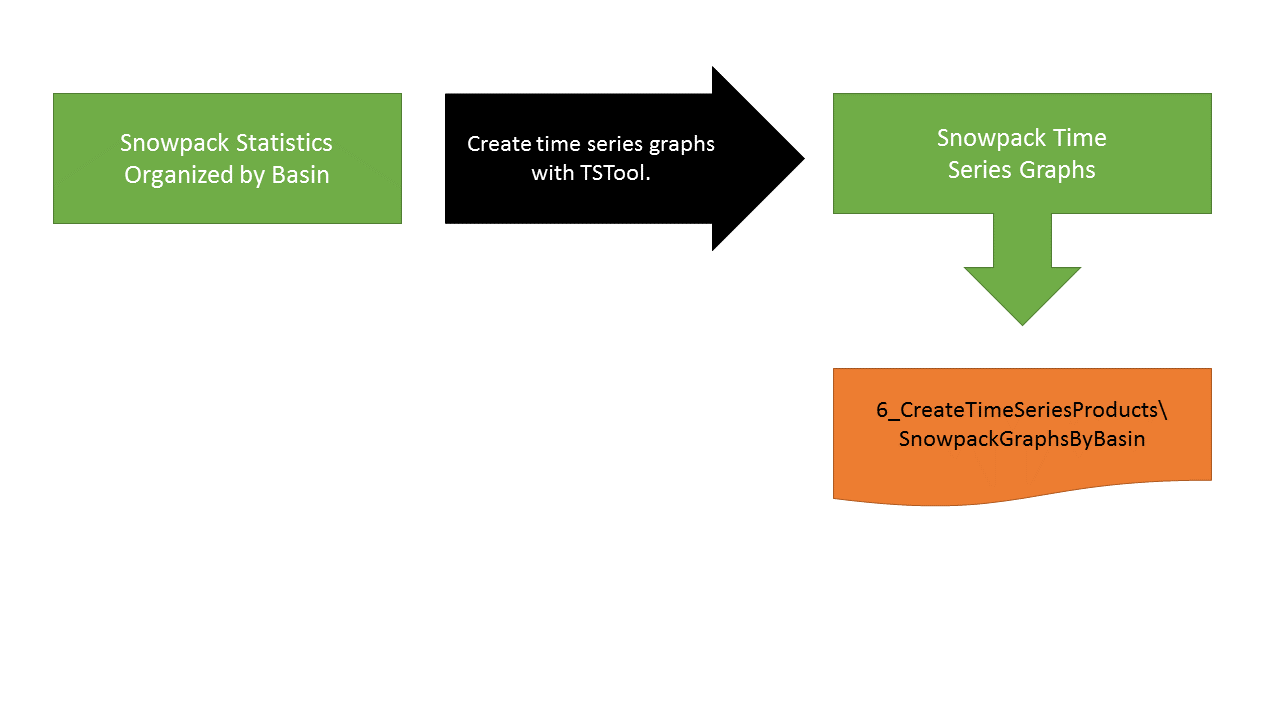 Snowpack Statistics
Organized by Basin
Create time series graphs
with TSTool.
Snowpack Time
Series Graphs
6_CreateTimeSeriesProducts\
SnowpackGraphsByBasin